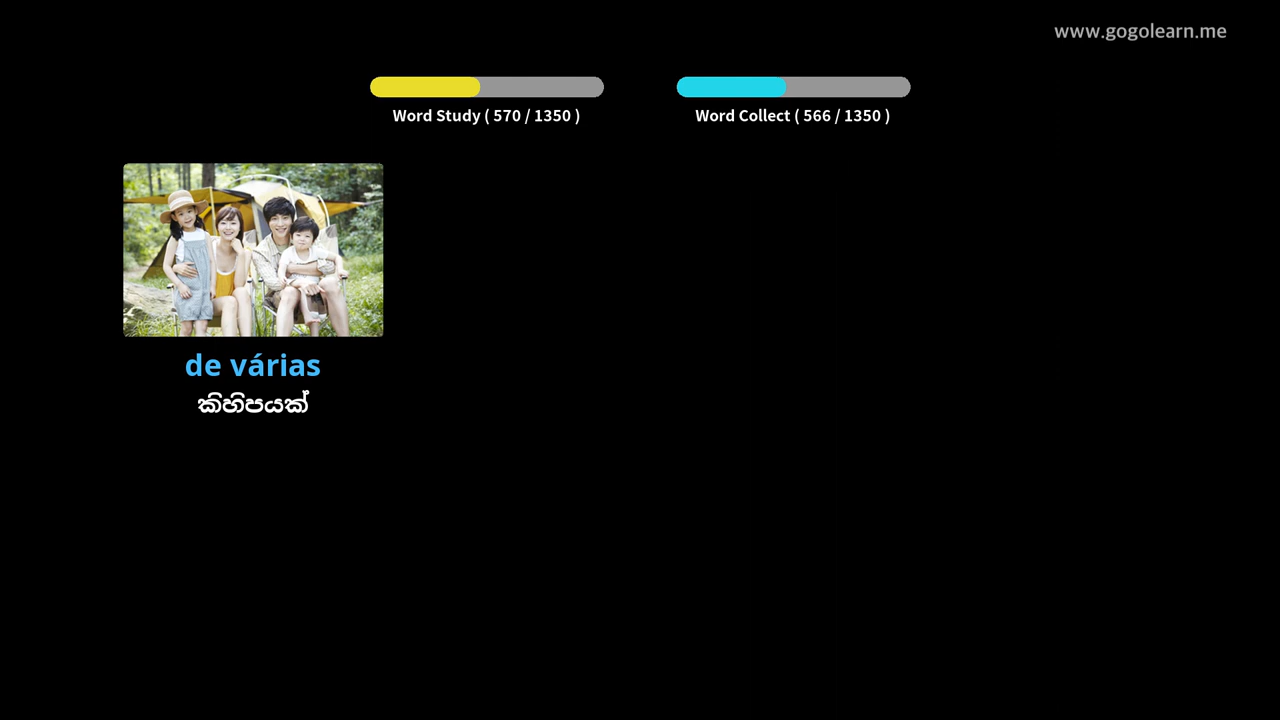 www.gogolearn.me
Word Study ( 570 / 1350 )
Word Collect ( 566 / 1350 )
de várias
කිහිපයක්